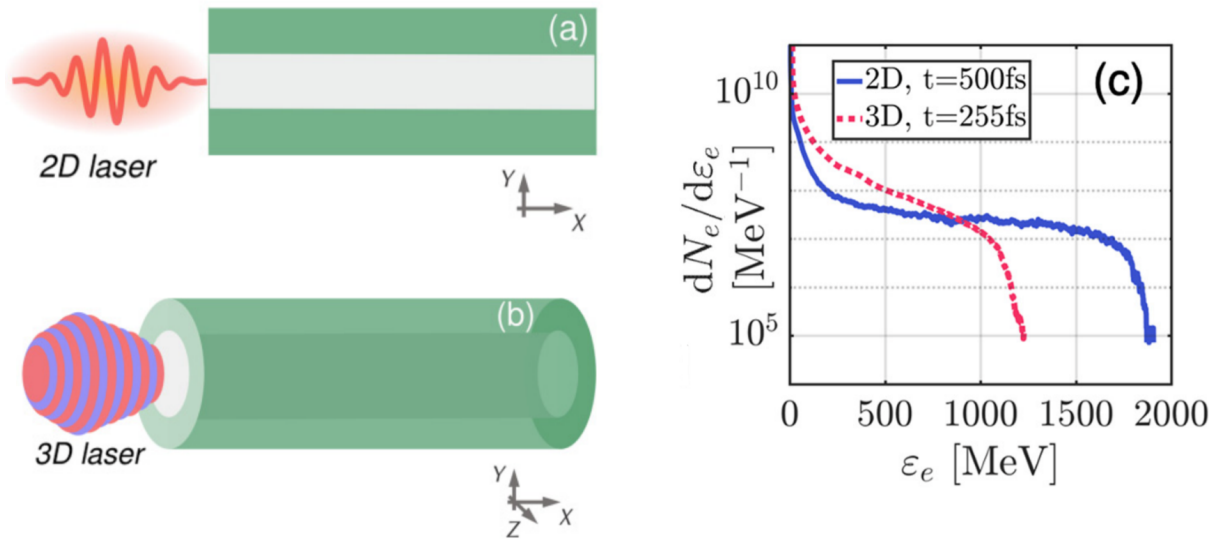 (a)
2D laser
Y
X
(b)
3D laser
Y
X
Z
(c)
2D, t=500fs
3D, t=255fs
10^{10}
10^{5}
dN_e/dε_e
[MeV^{-1}]
0 500 1000 1500 2000
ε_e [MeV]